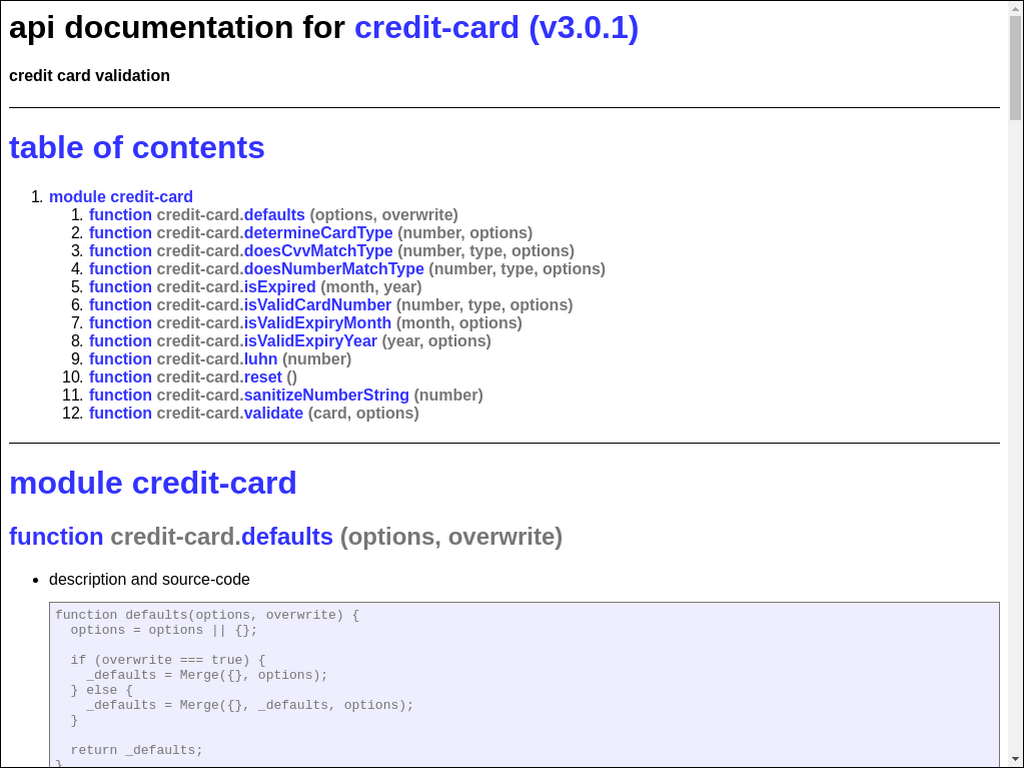 api documentation for credit-card (v3.0.1)
credit card validation
table of contents
1. module credit-card
1. function credit-card.defaults (options, overwrite)
2. function credit-card.determineCardType (number, options)
3. function credit-card.doesCvvMatchType (number, type, options)
4. function credit-card.doesNumberMatchType (number, type, options)
5. function credit-card.isExpired (month, year)
6. function credit-card.isValidCardNumber (number, type, options)
7. function credit-card.isValidExpiryMonth (month, options)
8. function credit-card.isValidExpiryYear (year, options)
9. function credit-card.luhn (number)
10. function credit-card.reset ()
11. function credit-card.sanitizeNumberString (number)
12. function credit-card.validate (card, options)
module credit-card
function credit-card.defaults (options, overwrite)
• description and source-code
function defaults(options, overwrite) {
  options = options || {};
  if (overwrite === true) {
    _defaults = Merge({}, options);
  } else {
    _defaults = Merge({}, _defaults, options);
  }
  return _defaults;
}